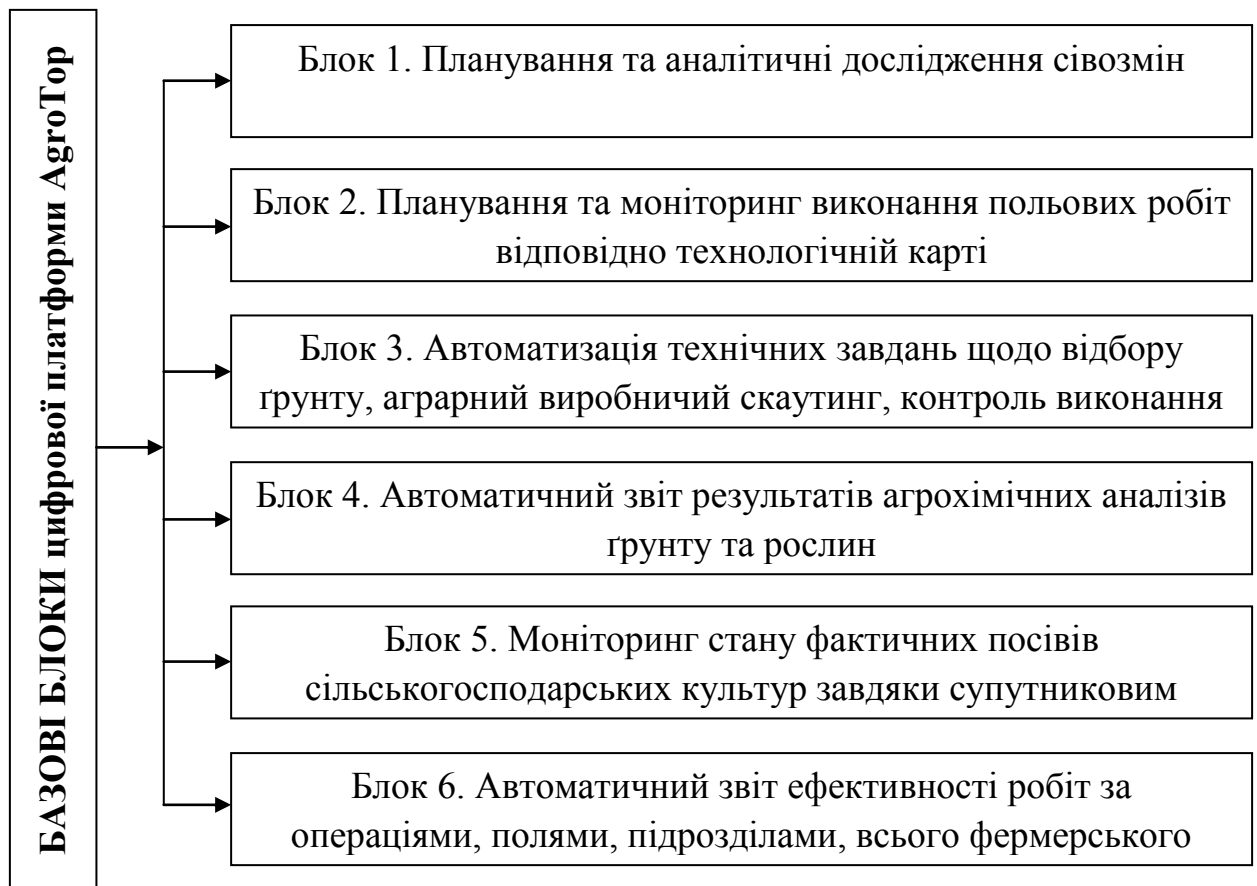 БАЗОВІ БЛОКИ цифрової платформи AgroTop
Блок 1. Планування та аналітичні дослідження сівозмін
Блок 2. Планування та моніторинг виконання польових робіт
відповідно технологічній карті
Блок 3. Автоматизація технічних завдань щодо відбору
ґрунту, аграрний виробничий скаутинг, контроль виконання
Блок 4. Автоматичний звіт результатів агрохімічних аналізів
ґрунту та рослин
Блок 5. Моніторинг стану фактичних посівів
сільськогосподарських культур завдяки супутниковим
Блок 6. Автоматичний звіт ефективності робіт за
операціями, полями, підрозділами, всього фермерського